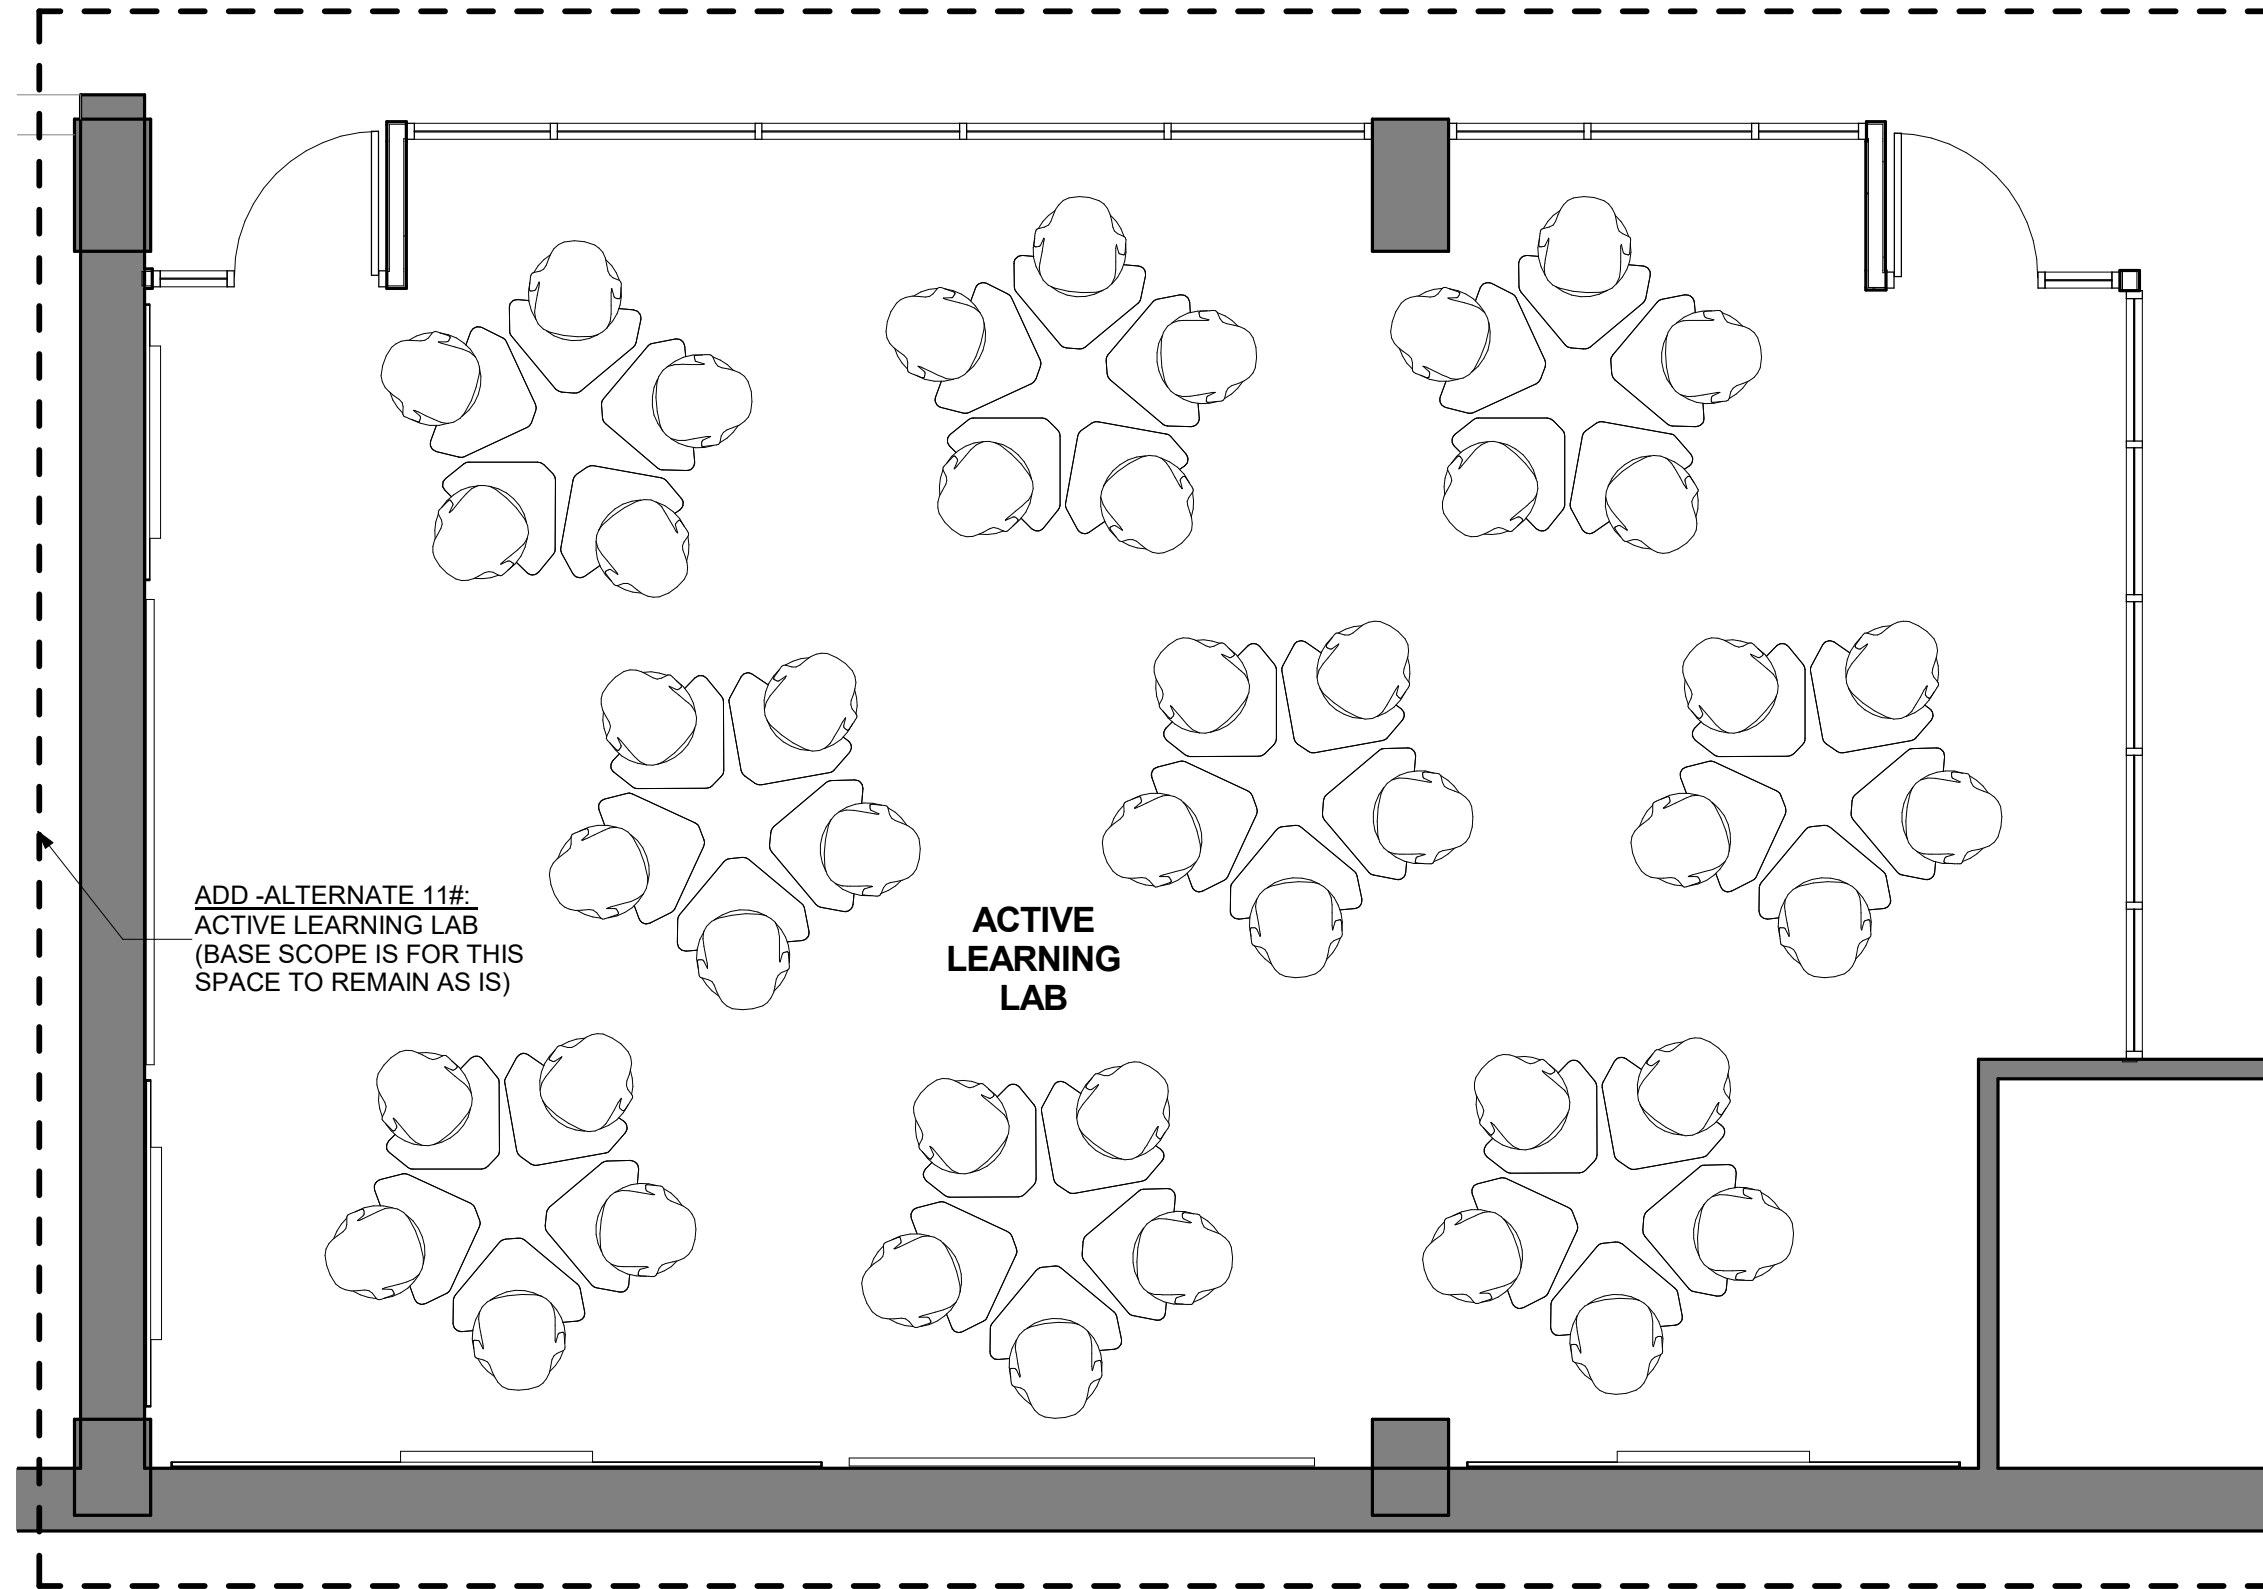 ADD -ALTERNATE 11#:
ACTIVE LEARNING LAB
(BASE SCOPE IS FOR THIS
SPACE TO REMAIN AS IS)
ACTIVE
LEARNING
LAB